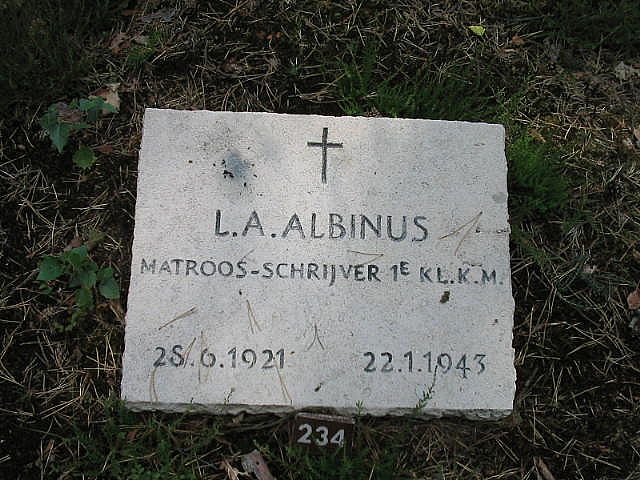 L.A. ALBINUS
MATROOS-SCHRIJVER 1E KL.K.M.
28.6.1921 22.1.1943
234